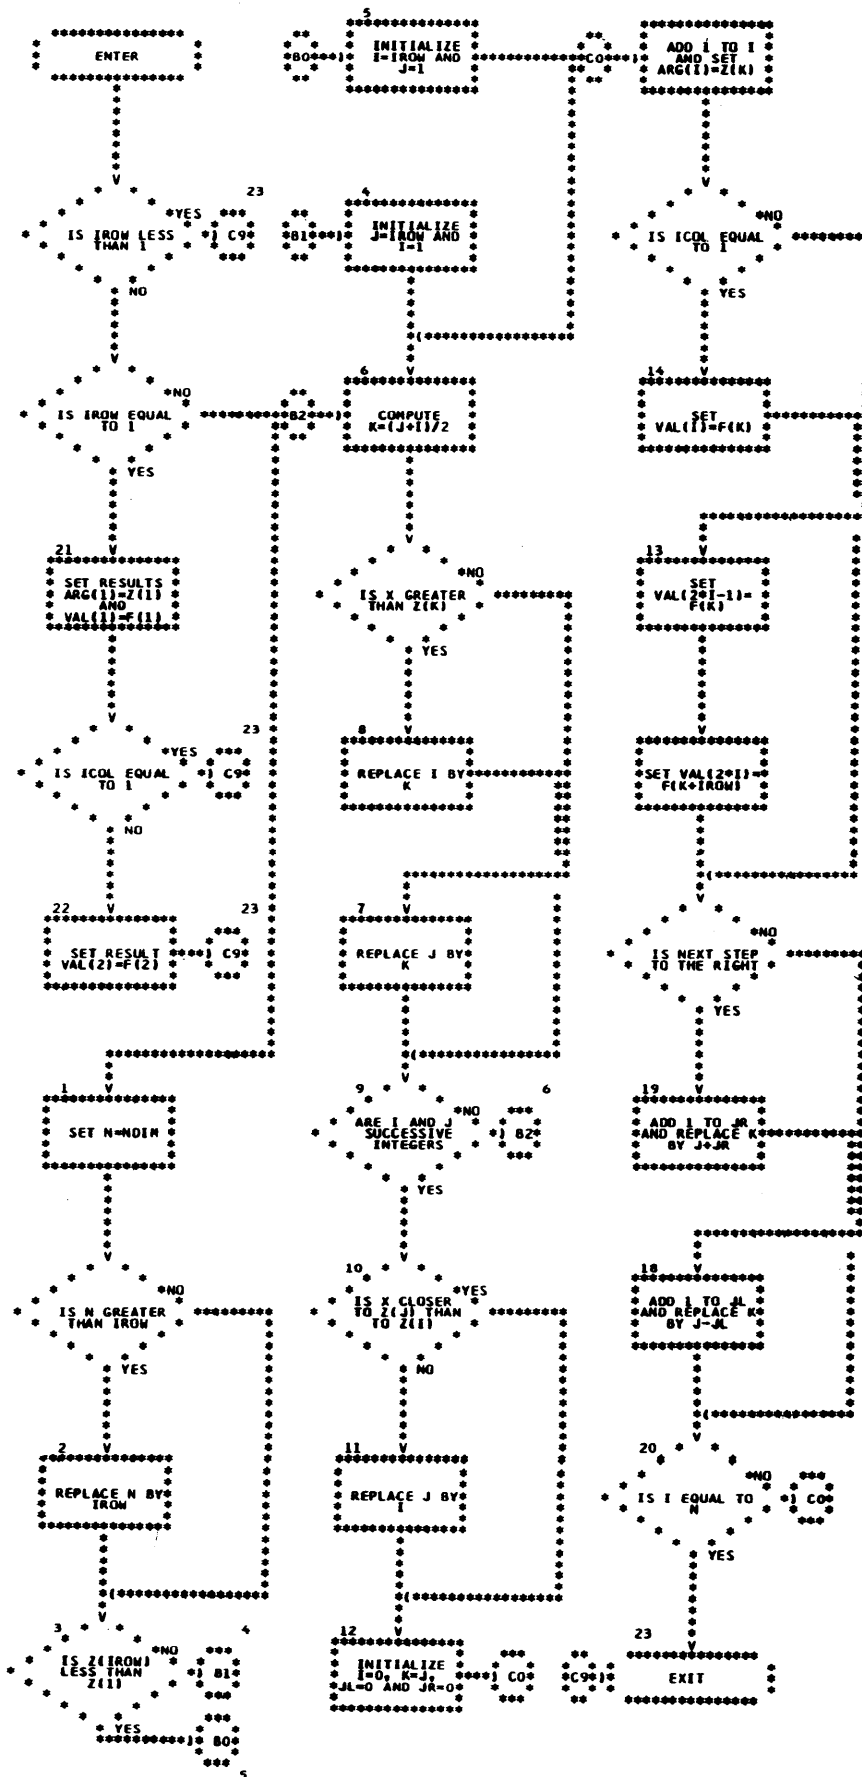 ENTER
23
IS IROW LESS
THAN 1
YES
C9
NO
IS IROW EQUAL
TO 1
NO
YES
21
SET RESULTS
ARG(1)=Z(1)
AND
VAL(1)=F(1)
23
IS ICOL EQUAL
TO 1
YES
C9
NO
22
23
SET RESULT
VAL(2)=F(2)
C9
1
SET N=NDIM
IS N GREATER
THAN IROW
NO
YES
2
REPLACE N BY
IROW
3
4
IS Z(IROW)
LESS THAN
Z(1)
NO
B1
YES
B0
5
5
B0
INITIALIZE
I=IROW AND
J=1
4
B1
INITIALIZE
J=IROW AND
I=1
6
B2
COMPUTE
K=(J+I)/2
IS X GREATER
THAN Z(K)
NO
YES
8
REPLACE I BY
K
7
REPLACE J BY
K
9
6
ARE I AND J
SUCCESSIVE
INTEGERS
NO
B2
YES
10
IS X CLOSER
TO Z(J) THAN
TO Z(I)
YES
NO
11
REPLACE J BY
I
12
INITIALIZE
I=0, K=J,
JL=0 AND JR=0
C0
C0
ADD 1 TO I
AND SET
ARG(I)=Z(K)
IS ICOL EQUAL
TO 1
NO
YES
14
SET
VAL(I)=F(K)
13
SET
VAL(2*I-1)=
F(K)
SET VAL(2*I)=
F(K+IROW)
IS NEXT STEP
TO THE RIGHT
NO
YES
19
ADD 1 TO JR
AND REPLACE K
BY J+JR
18
ADD 1 TO JL
AND REPLACE K
BY J-JL
20
IS I EQUAL TO
N
NO
C0
YES
23
C9
EXIT